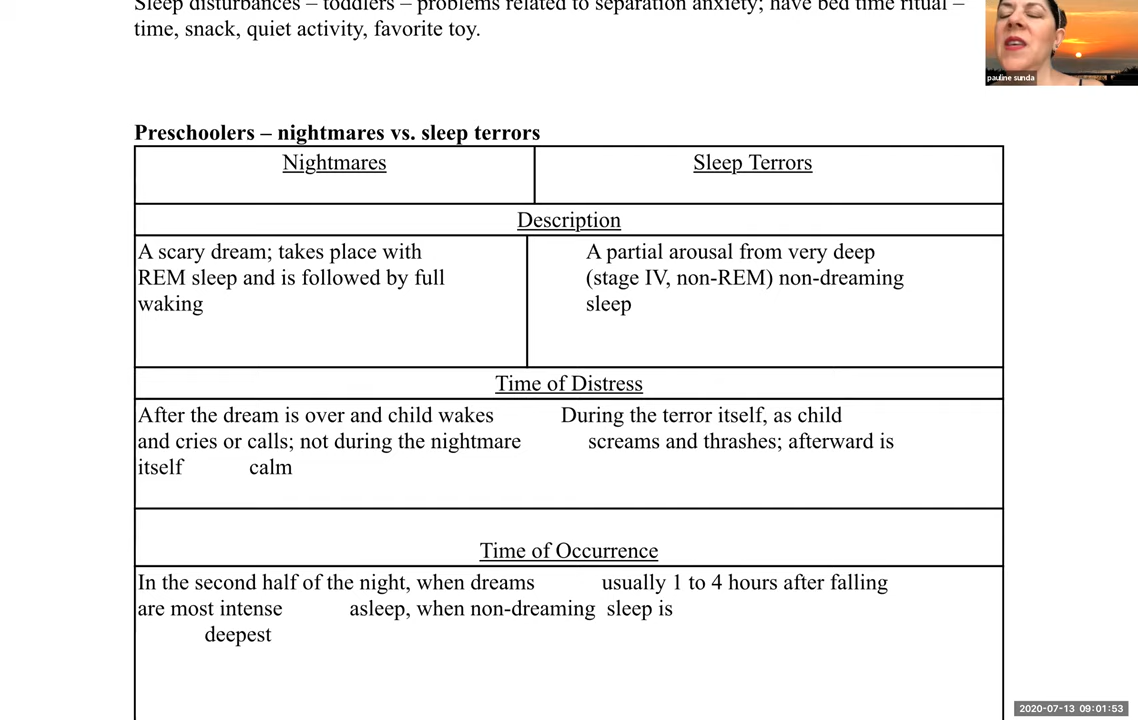 Sleep disturbances – toddlers – problems related to separation anxiety; have bed time ritual –
time, snack, quiet activity, favorite toy.
pauline sunda
Preschoolers – nightmares vs. sleep terrors
Nightmares
Sleep Terrors
Description
A scary dream; takes place with
REM sleep and is followed by full
waking
A partial arousal from very deep
(stage IV, non-REM) non-dreaming
sleep
Time of Distress
After the dream is over and child wakes During the terror itself, as child
and cries or calls; not during the nightmare screams and thrashes; afterward is
itself calm
Time of Occurrence
In the second half of the night, when dreams usually 1 to 4 hours after falling
are most intense asleep, when non-dreaming sleep is
deepest
2020-07-13 09:01:53